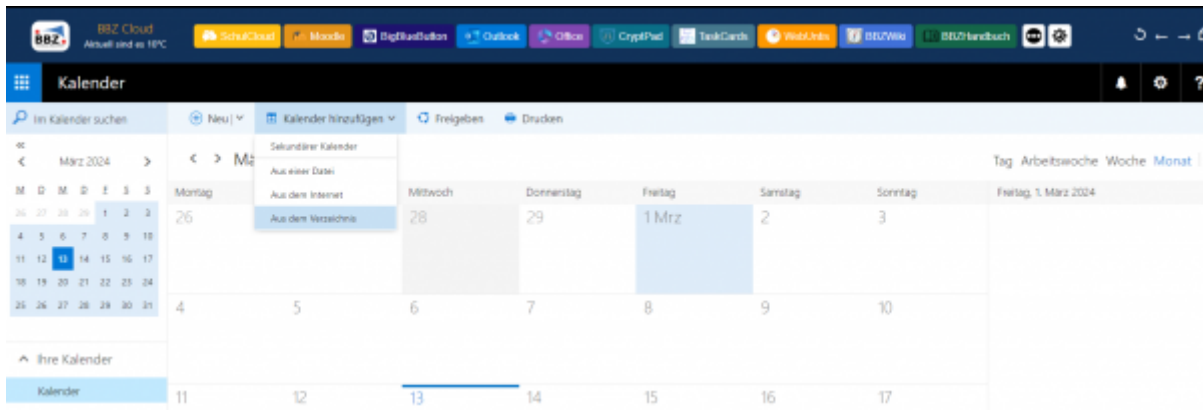 BBZ.
BBZ Cloud
Aktuell sind es 10°C
SchulCloud Moodle BigBlueButton Outlook Office CryptPad TaskCards WebUntis BBZWiki BBZHandbuch
Kalender
?
Im Kalender suchen
Neu Kalender hinzufügen Freigeben Drucken
Sekundärer Kalender
Aus einer Datei
Aus dem Internet
Aus dem Verzeichnis
« 
< März 2024 >
M D M D F S S
26 27 28 29 1 2 3
4 5 6 7 8 9 10
11 12 13 14 15 16 17
18 19 20 21 22 23 24
25 26 27 28 29 30 31
Ihre Kalender
Kalender
< > Mä
Tag Arbeitswoche Woche Monat
Montag Mittwoch Donnerstag Freitag Samstag Sonntag
Freitag, 1. März 2024
26 28 29 1 Mrz 2 3
4 5 6 7 8 9 10
11 12 13 14 15 16 17